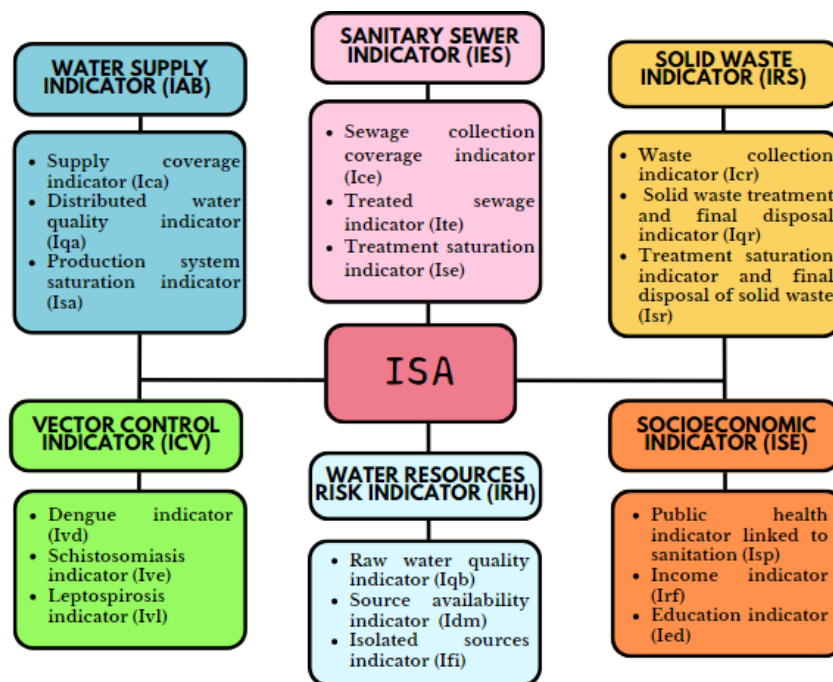 WATER SUPPLY
INDICATOR (IAB)
• Supply coverage
indicator (Ica)
• Distributed water
quality indicator
(Iqa)
• Production system
saturation indicator
(Isa)
SANITARY SEWER
INDICATOR (IES)
• Sewage collection
coverage indicator
(Ice)
• Treated sewage
indicator (Ite)
• Treatment saturation
indicator (Ise)
SOLID WASTE
INDICATOR (IRS)
• Waste collection
indicator (Icr)
• Solid waste treatment
and final disposal
indicator (Iqr)
• Treatment saturation
indicator and final
disposal of solid waste
(Isr)
ISA
VECTOR CONTROL
INDICATOR (ICV)
• Dengue indicator
(Ivd)
• Schistosomiasis
indicator (Ive)
• Leptospirosis
indicator (Ivl)
WATER RESOURCES
RISK INDICATOR (IRH)
• Raw water quality
indicator (Iqb)
• Source availability
indicator (Idm)
• Isolated sources
indicator (Ifi)
SOCIOECONOMIC
INDICATOR (ISE)
• Public health
indicator linked to
sanitation (Isp)
• Income indicator
(Irf)
• Education indicator
(Ied)